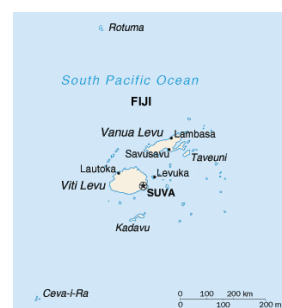 Rotuma
South Pacific Ocean
FIJI
Vanua Levu
Lambasa
Savusavu
Taveuni
Lautoka
Levuka
Viti Levu
SUVA
Kadavu
Ceva-i-Ra
0 100 200 km
0 100 200 m